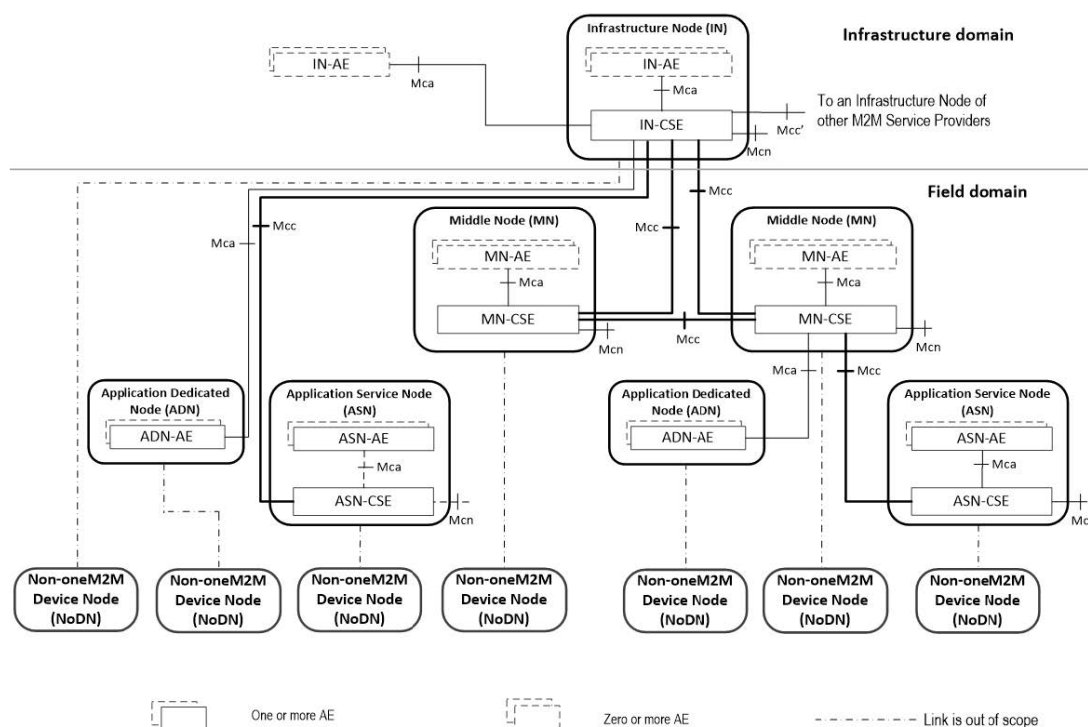 Infrastructure Node (IN)
Infrastructure domain
IN-AE
IN-AE
Mca
Mca
To an Infrastructure Node of
other M2M Service Providers
IN-CSE
Mcc'
Mcn
Field domain
Mcc
Middle Node (MN)
Middle Node (MN)
Mcc
Mcc
Mca
MN-AE
MN-AE
Mca
Mca
MN-CSE
MN-CSE
Mcn
Mcc
Mcn
Mca
Mcc
Application Dedicated
Node (ADN)
Application Service Node
(ASN)
Application Dedicated
Node (ADN)
Application Service Node
(ASN)
ADN-AE
ASN-AE
ADN-AE
ASN-AE
Mca
Mca
ASN-CSE
ASN-CSE
Mcn
Non-oneM2M
Device Node
(NoDN)
Non-oneM2M
Device Node
(NoDN)
Non-oneM2M
Device Node
(NoDN)
Non-oneM2M
Device Node
(NoDN)
Non-oneM2M
Device Node
(NoDN)
Non-oneM2M
Device Node
(NoDN)
Non-oneM2M
Device Node
(NoDN)
One or more AE
Zero or more AE
Link is out of scope